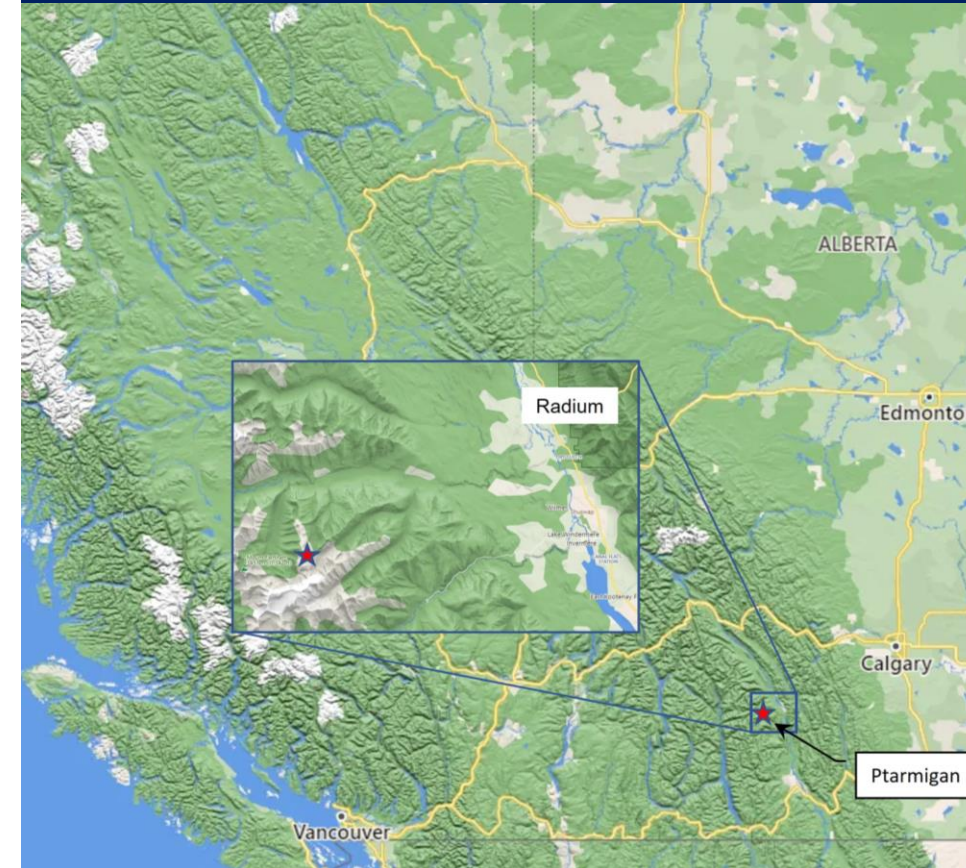 ALBERTA
Edmonto
Radium
Calgary
Ptarmigan
Vancouver